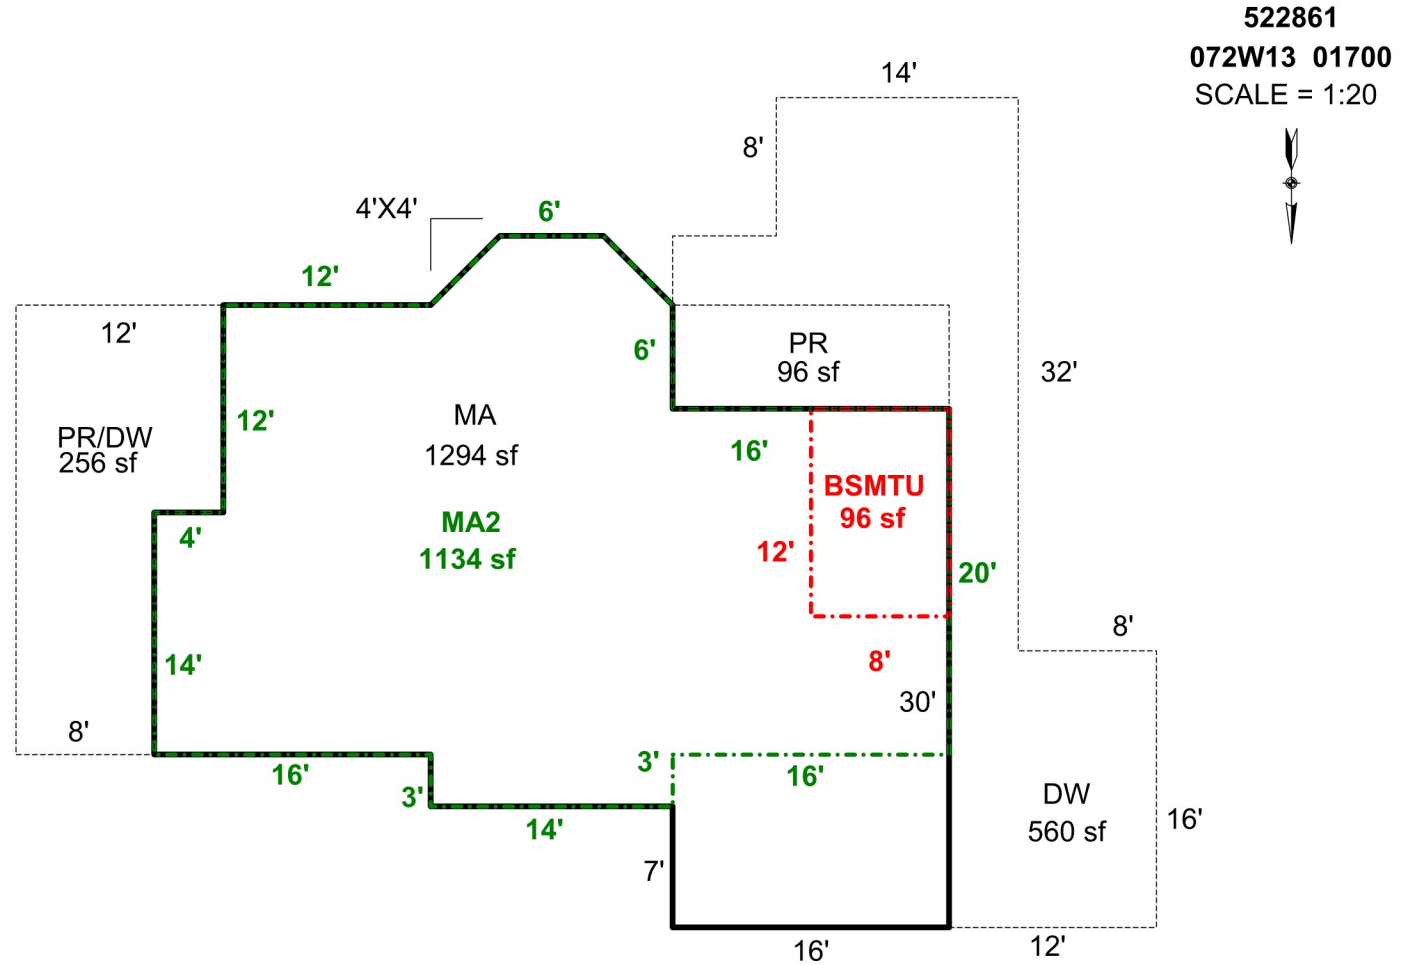 522861
072W13 01700
SCALE = 1:20
14'
8'
4'X4'
6'
12'
12'
6'
PR
96 sf
32'
12'
MA
1294 sf
PR/DW
256 sf
16'
BSMTU
96 sf
MA2
1134 sf
4'
12'
20'
8'
14'
8'
30'
8'
3'
16'
16'
3'
14'
DW
560 sf
16'
7'
16'
12'